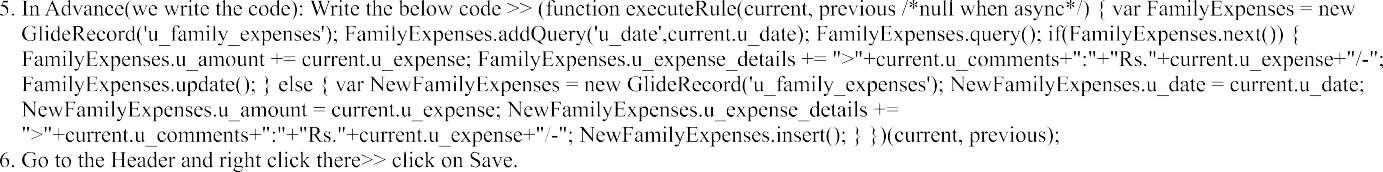 5. In Advance(we write the code): Write the below code >> (function executeRule(current, previous /*null when async*/) { var FamilyExpenses = new
GlideRecord('u_family_expenses'); FamilyExpenses.addQuery('u_date',current.u_date); FamilyExpenses.query(); if(FamilyExpenses.next()) {
FamilyExpenses.u_amount += current.u_expense; FamilyExpenses.u_expense_details += ">"+current.u_comments+":"+"Rs."+current.u_expense+"/-";
FamilyExpenses.update(); } else { var NewFamilyExpenses = new GlideRecord('u_family_expenses'); NewFamilyExpenses.u_date = current.u_date;
NewFamilyExpenses.u_amount = current.u_expense; NewFamilyExpenses.u_expense_details +=
">"+current.u_comments+":"+"Rs."+current.u_expense+"/-"; NewFamilyExpenses.insert(); } })(current, previous);
6. Go to the Header and right click there>> click on Save.